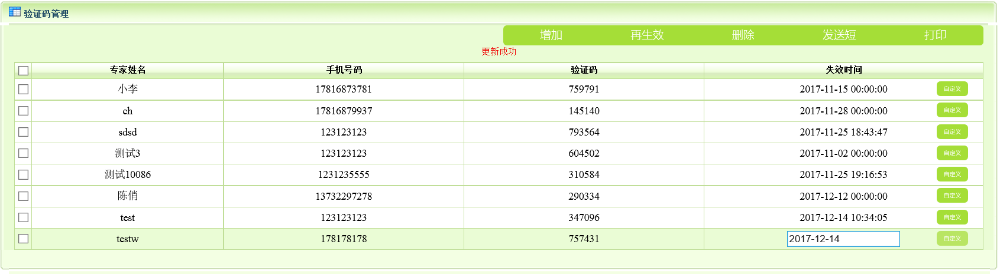 验证码管理
增加 再生效 删除 发送短 打印
更新成功
专家姓名 手机号码 验证码 失效时间
小李 17816873781 759791 2017-11-15 00:00:00 自定义
ch 17816879937 145140 2017-11-28 00:00:00 自定义
sdsd 123123123 793564 2017-11-25 18:43:47 自定义
测试3 123123123 604502 2017-11-02 00:00:00 自定义
测试10086 1231235555 310584 2017-11-25 19:16:53 自定义
陈俏 13732297278 290334 2017-12-12 00:00:00 自定义
test 123123123 347096 2017-12-14 10:34:05 自定义
testw 178178178 757431 2017-12-14 自定义